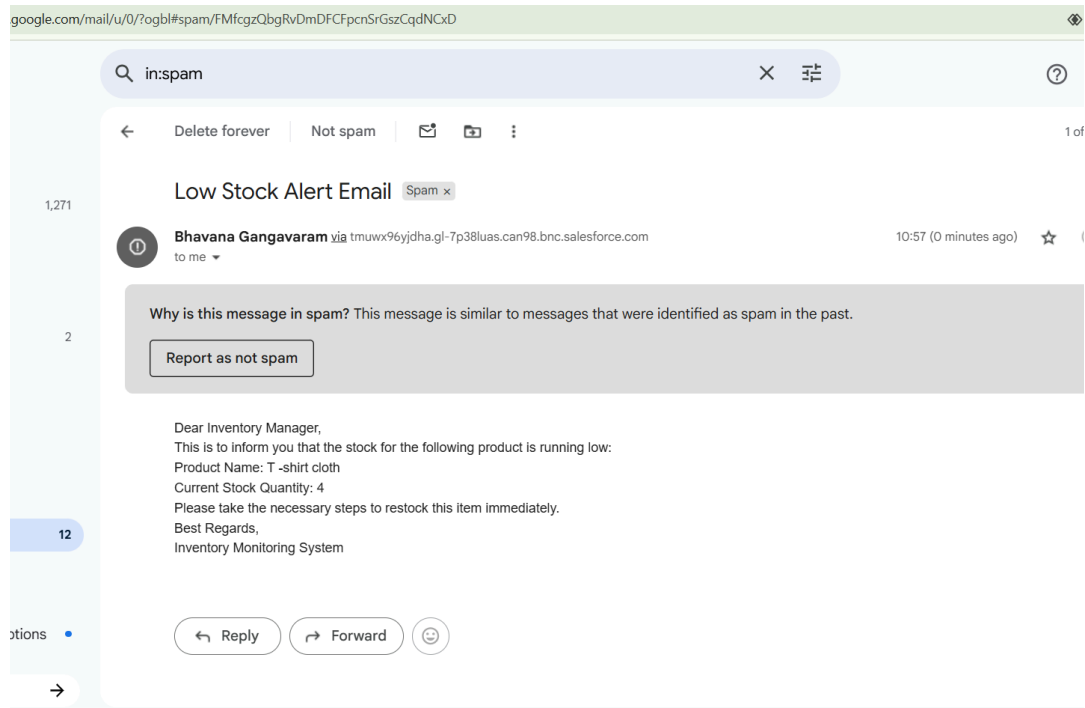 google.com/mail/u/0/?ogbl#spam/FMfcgzQbgRvDmDFCFpcnSrGszCqdNCxD
in:spam
Delete forever Not spam 1 of
Low Stock Alert Email Spam ×
1,271
Bhavana Gangavaram via tmuwx96yjdha.gl-7p38luas.can98.bnc.salesforce.com 10:57 (0 minutes ago)
to me
Why is this message in spam? This message is similar to messages that were identified as spam in the past.
2
Report as not spam
Dear Inventory Manager,
This is to inform you that the stock for the following product is running low:
Product Name: T -shirt cloth
Current Stock Quantity: 4
Please take the necessary steps to restock this item immediately.
Best Regards,
12
Inventory Monitoring System
otions
Reply Forward